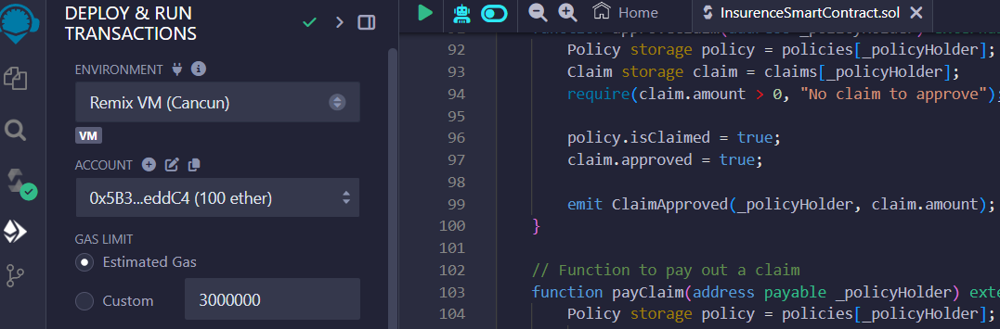 DEPLOY & RUN
TRANSACTIONS
ENVIRONMENT
Remix VM (Cancun)
VM
ACCOUNT
0x5B3...eddC4 (100 ether)
GAS LIMIT
Estimated Gas
Custom
3000000
Home
InsurenceSmartContract.sol
92 Policy storage policy = policies[_policyHolder];
93 Claim storage claim = claims[_policyHolder];
94 require(claim.amount > 0, "No claim to approve");
95
96 policy.isClaimed = true;
97 claim.approved = true;
98
99 emit ClaimApproved(_policyHolder, claim.amount);
100 }
101
102 // Function to pay out a claim
103 function payClaim(address payable _policyHolder) exte
104 Policy storage policy = policies[_policyHolder];